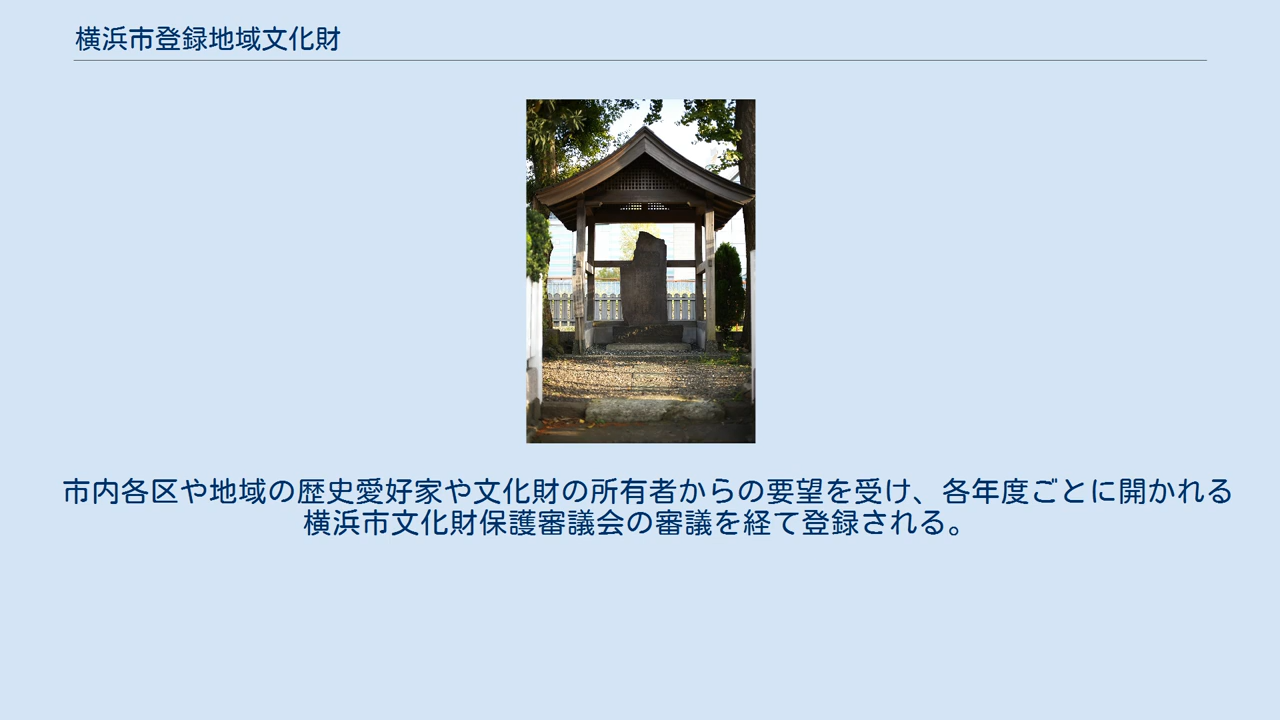 横浜市登録地域文化財
市内各区や地域の歴史愛好家や文化財の所有者からの要望を受け、各年度ごとに開かれる
横浜市文化財保護審議会の審議を経て登録される。